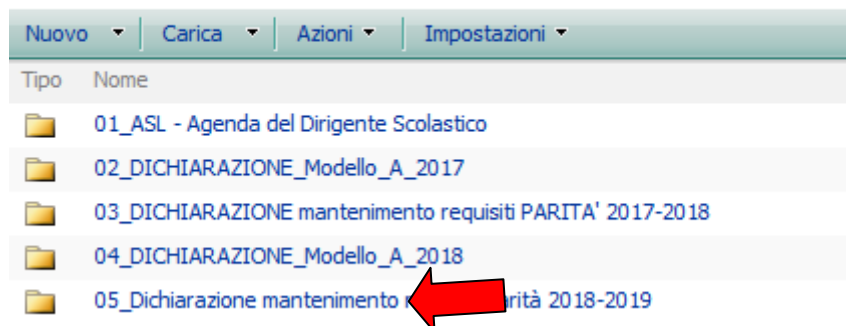 Nuovo Carica Azioni Impostazioni
Tipo Nome
01_ASL - Agenda del Dirigente Scolastico
02_DICHIARAZIONE_Modello_A_2017
03_DICHIARAZIONE mantenimento requisiti PARITA' 2017-2018
04_DICHIARAZIONE_Modello_A_2018
05_Dichiarazione mantenimento 2018-2019